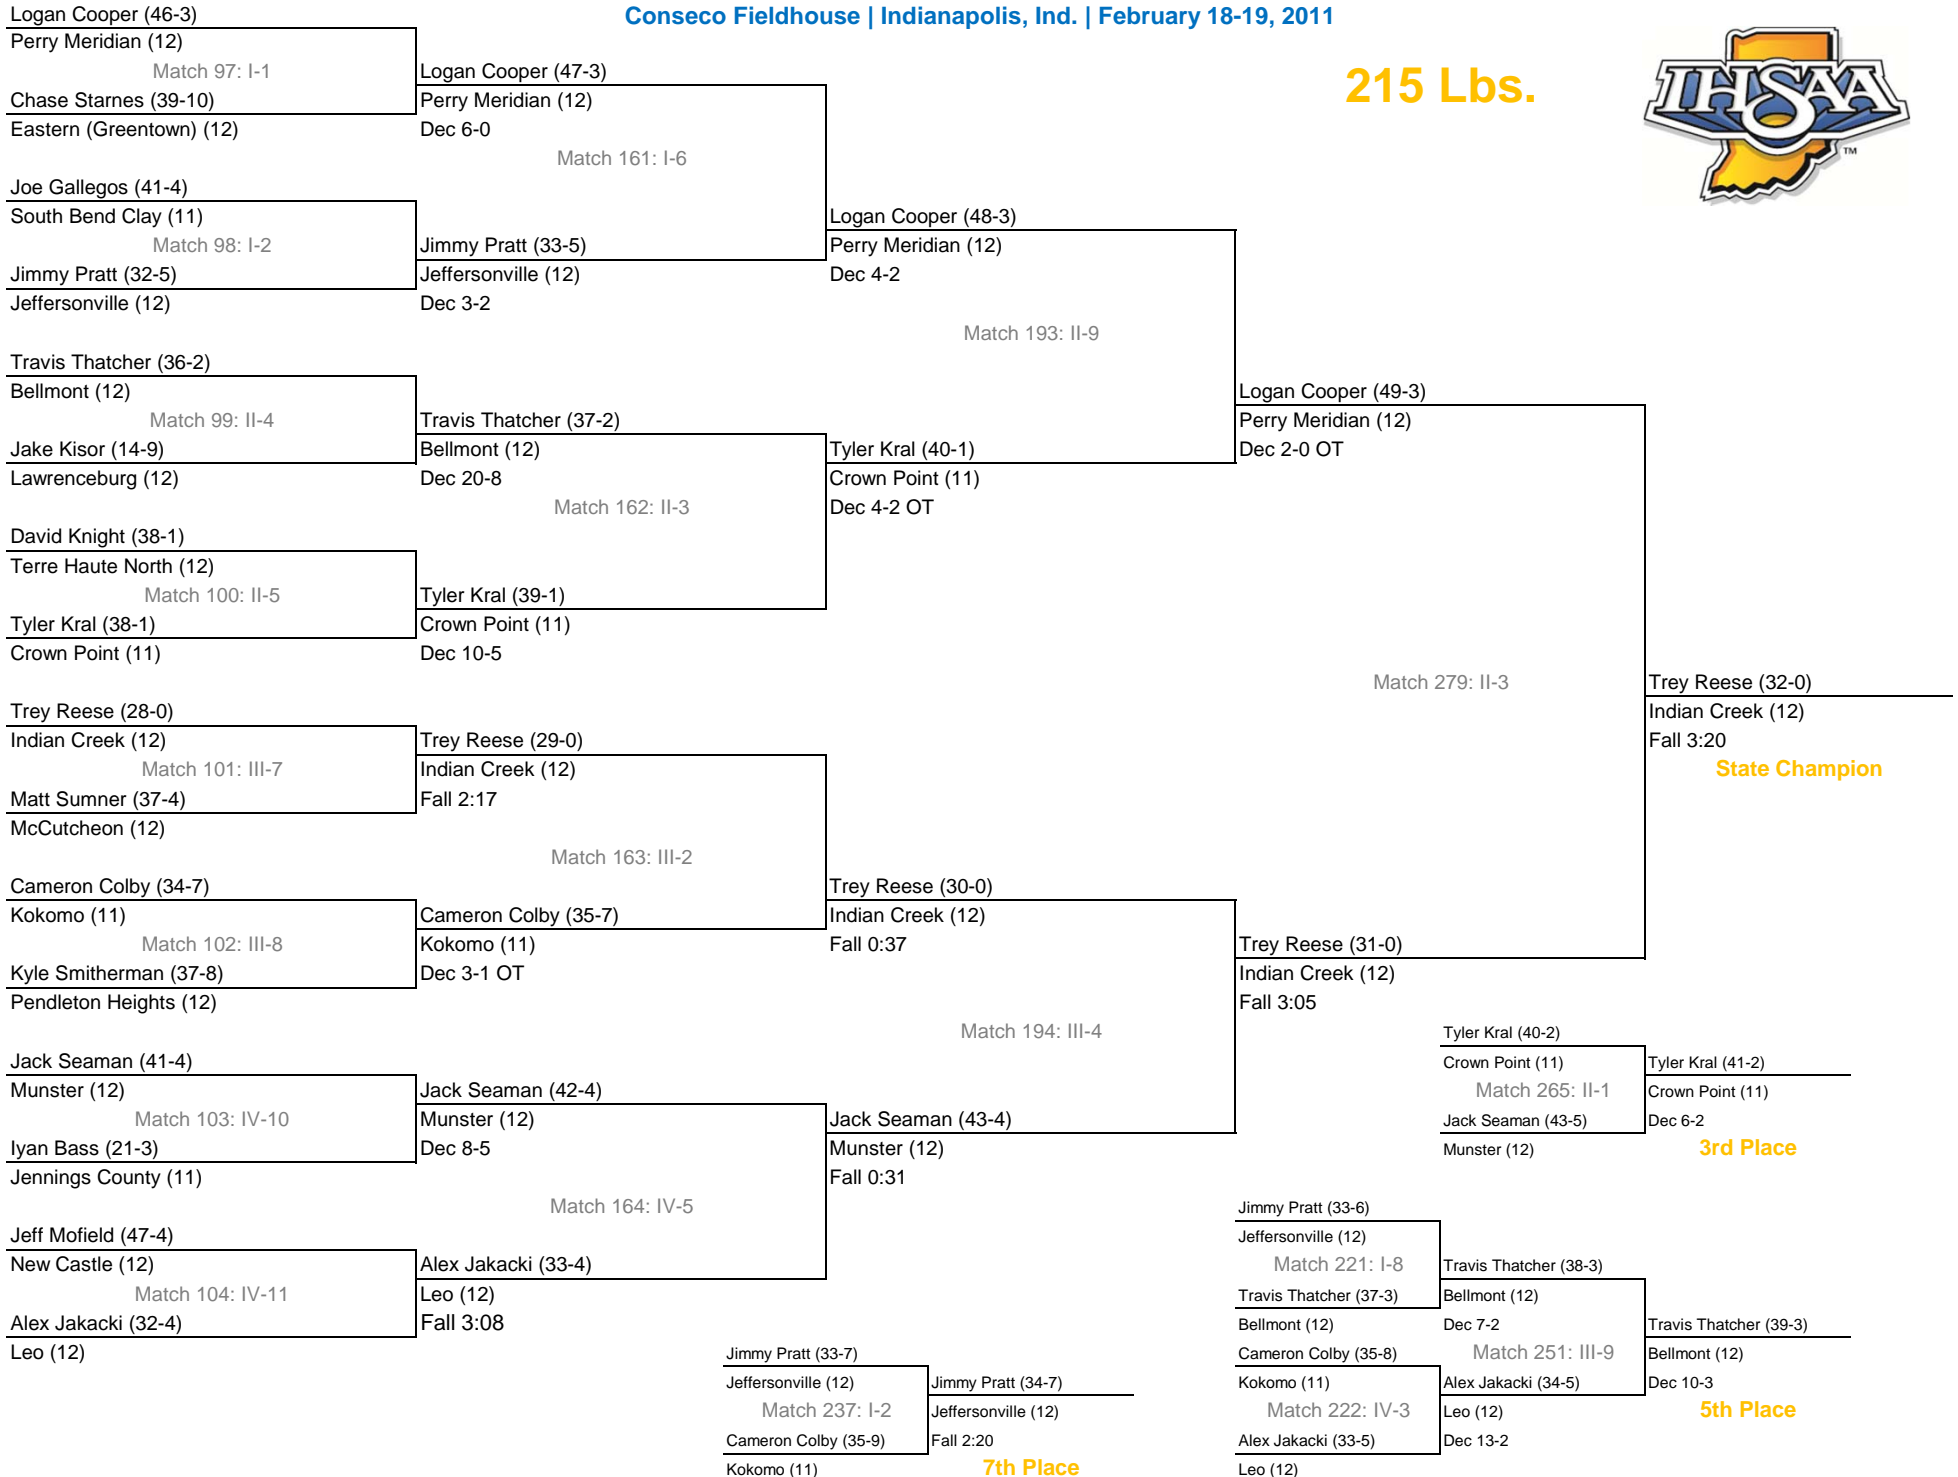 Conseco Fieldhouse | Indianapolis, Ind. | February 18-19, 2011
215 Lbs.
IHSAA
TM
Logan Cooper (46-3)
Perry Meridian (12)
Match 97: I-1
Chase Starnes (39-10)
Eastern (Greentown) (12)
Joe Gallegos (41-4)
South Bend Clay (11)
Match 98: I-2
Jimmy Pratt (32-5)
Jeffersonville (12)
Travis Thatcher (36-2)
Bellmont (12)
Match 99: II-4
Jake Kisor (14-9)
Lawrenceburg (12)
David Knight (38-1)
Terre Haute North (12)
Match 100: II-5
Tyler Kral (38-1)
Crown Point (11)
Trey Reese (28-0)
Indian Creek (12)
Match 101: III-7
Matt Sumner (37-4)
McCutcheon (12)
Cameron Colby (34-7)
Kokomo (11)
Match 102: III-8
Kyle Smitherman (37-8)
Pendleton Heights (12)
Jack Seaman (41-4)
Munster (12)
Match 103: IV-10
Iyan Bass (21-3)
Jennings County (11)
Jeff Mofield (47-4)
New Castle (12)
Match 104: IV-11
Alex Jakacki (32-4)
Leo (12)
Logan Cooper (47-3)
Perry Meridian (12)
Dec 6-0
Match 161: I-6
Jimmy Pratt (33-5)
Jeffersonville (12)
Dec 3-2
Travis Thatcher (37-2)
Bellmont (12)
Dec 20-8
Match 162: II-3
Tyler Kral (39-1)
Crown Point (11)
Dec 10-5
Trey Reese (29-0)
Indian Creek (12)
Fall 2:17
Match 163: III-2
Cameron Colby (35-7)
Kokomo (11)
Dec 3-1 OT
Jack Seaman (42-4)
Munster (12)
Dec 8-5
Match 164: IV-5
Alex Jakacki (33-4)
Leo (12)
Fall 3:08
Logan Cooper (48-3)
Perry Meridian (12)
Dec 4-2
Match 193: II-9
Tyler Kral (40-1)
Crown Point (11)
Dec 4-2 OT
Trey Reese (30-0)
Indian Creek (12)
Fall 0:37
Match 194: III-4
Jack Seaman (43-4)
Munster (12)
Fall 0:31
Logan Cooper (49-3)
Perry Meridian (12)
Dec 2-0 OT
Match 279: II-3
Trey Reese (31-0)
Indian Creek (12)
Fall 3:05
Trey Reese (32-0)
Indian Creek (12)
Fall 3:20
State Champion
Tyler Kral (40-2)
Crown Point (11)
Match 265: II-1
Jack Seaman (43-5)
Munster (12)
Tyler Kral (41-2)
Crown Point (11)
Dec 6-2
3rd Place
Jimmy Pratt (33-6)
Jeffersonville (12)
Match 221: I-8
Travis Thatcher (37-3)
Bellmont (12)
Cameron Colby (35-8)
Kokomo (11)
Match 222: IV-3
Alex Jakacki (33-5)
Leo (12)
Travis Thatcher (38-3)
Bellmont (12)
Dec 7-2
Match 251: III-9
Alex Jakacki (34-5)
Leo (12)
Dec 13-2
Travis Thatcher (39-3)
Bellmont (12)
Dec 10-3
5th Place
Jimmy Pratt (33-7)
Jeffersonville (12)
Match 237: I-2
Cameron Colby (35-9)
Kokomo (11)
Jimmy Pratt (34-7)
Jeffersonville (12)
Fall 2:20
7th Place